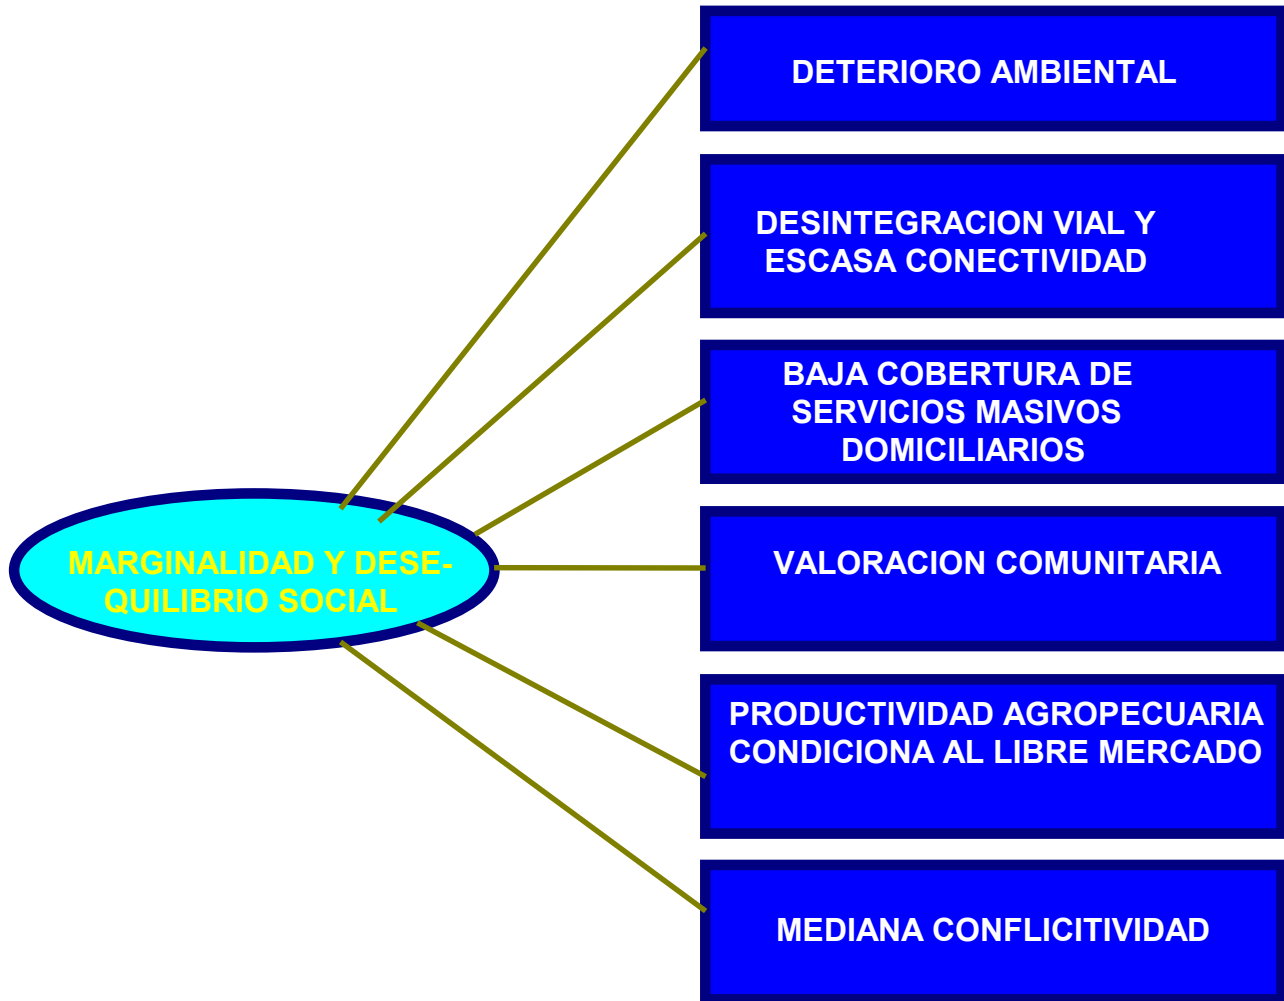 DETERIORO AMBIENTAL
DESINTEGRACION VIAL Y
ESCASA CONECTIVIDAD
BAJA COBERTURA DE
SERVICIOS MASIVOS
DOMICILIARIOS
MARGINALIDAD Y DESE-
QUILIBRIO SOCIAL
VALORACION COMUNITARIA
PRODUCTIVIDAD AGROPECUARIA
CONDICIONA AL LIBRE MERCADO
MEDIANA CONFLICITIVIDAD